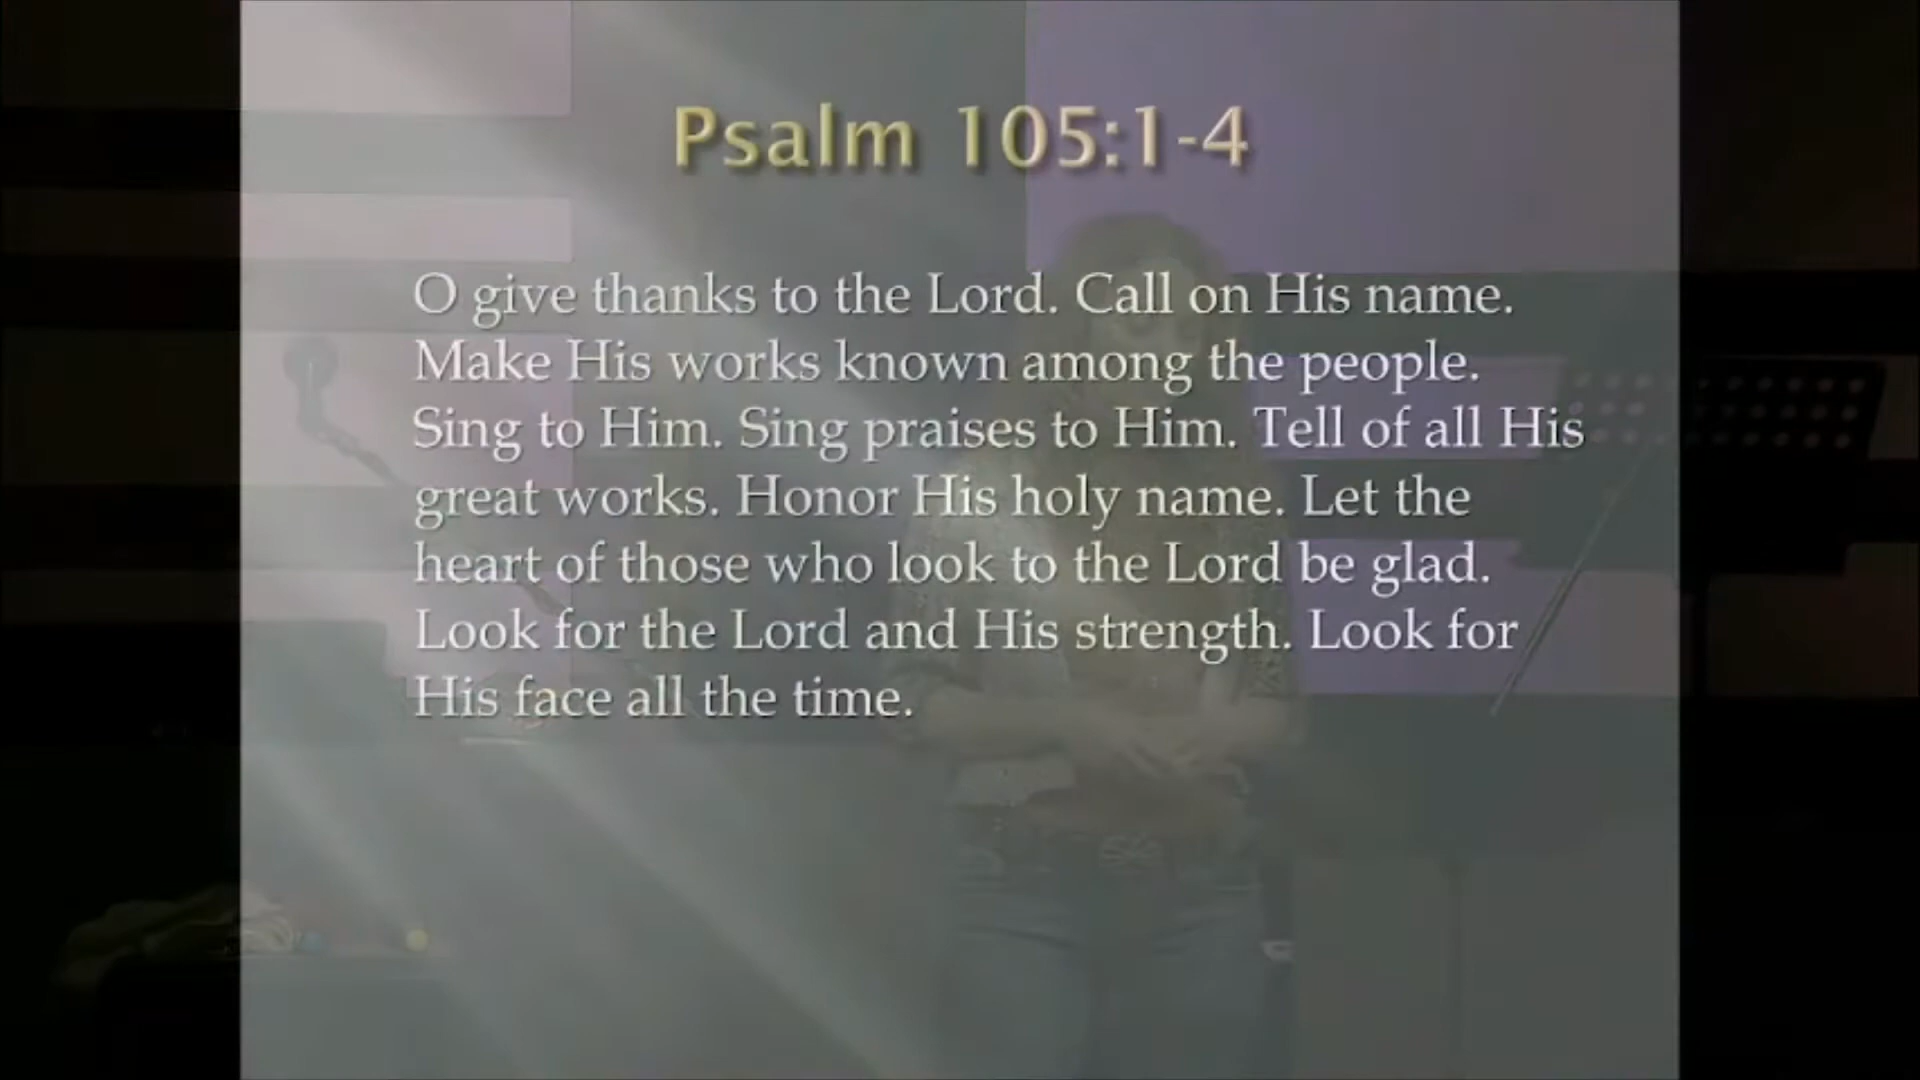 Psalm 105:1-4
O give thanks to the Lord. Call on His name.
Make His works known among the people.
Sing to Him. Sing praises to Him. Tell of all His
great works. Honor His holy name. Let the
heart of those who look to the Lord be glad.
Look for the Lord and His strength. Look for
His face all the time.